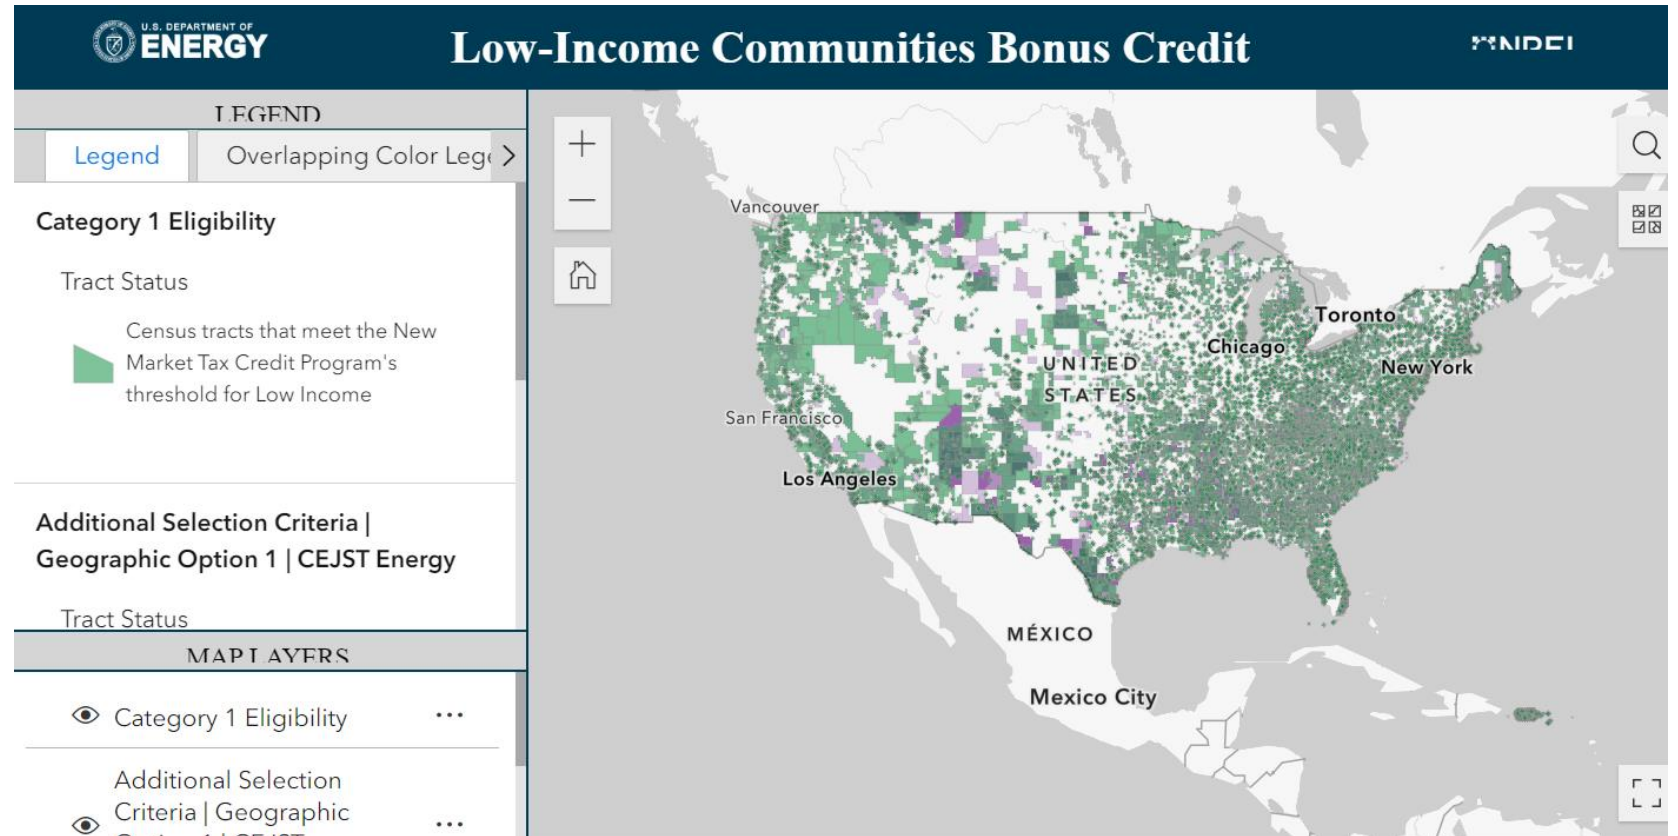 U.S. DEPARTMENT OF
ENERGY
Low-Income Communities Bonus Credit
LEGEND
Legend
Overlapping Color Lege
Category 1 Eligibility
Tract Status
Census tracts that meet the New
Market Tax Credit Program's
threshold for Low Income
Additional Selection Criteria |
Geographic Option 1 | CEJST Energy
Tract Status
MAP LAYERS
Category 1 Eligibility
Additional Selection
Criteria | Geographic
Vancouver
Toronto
Chicago
New York
UNITED
STATES
San Francisco
Los Angeles
MÉXICO
Mexico City